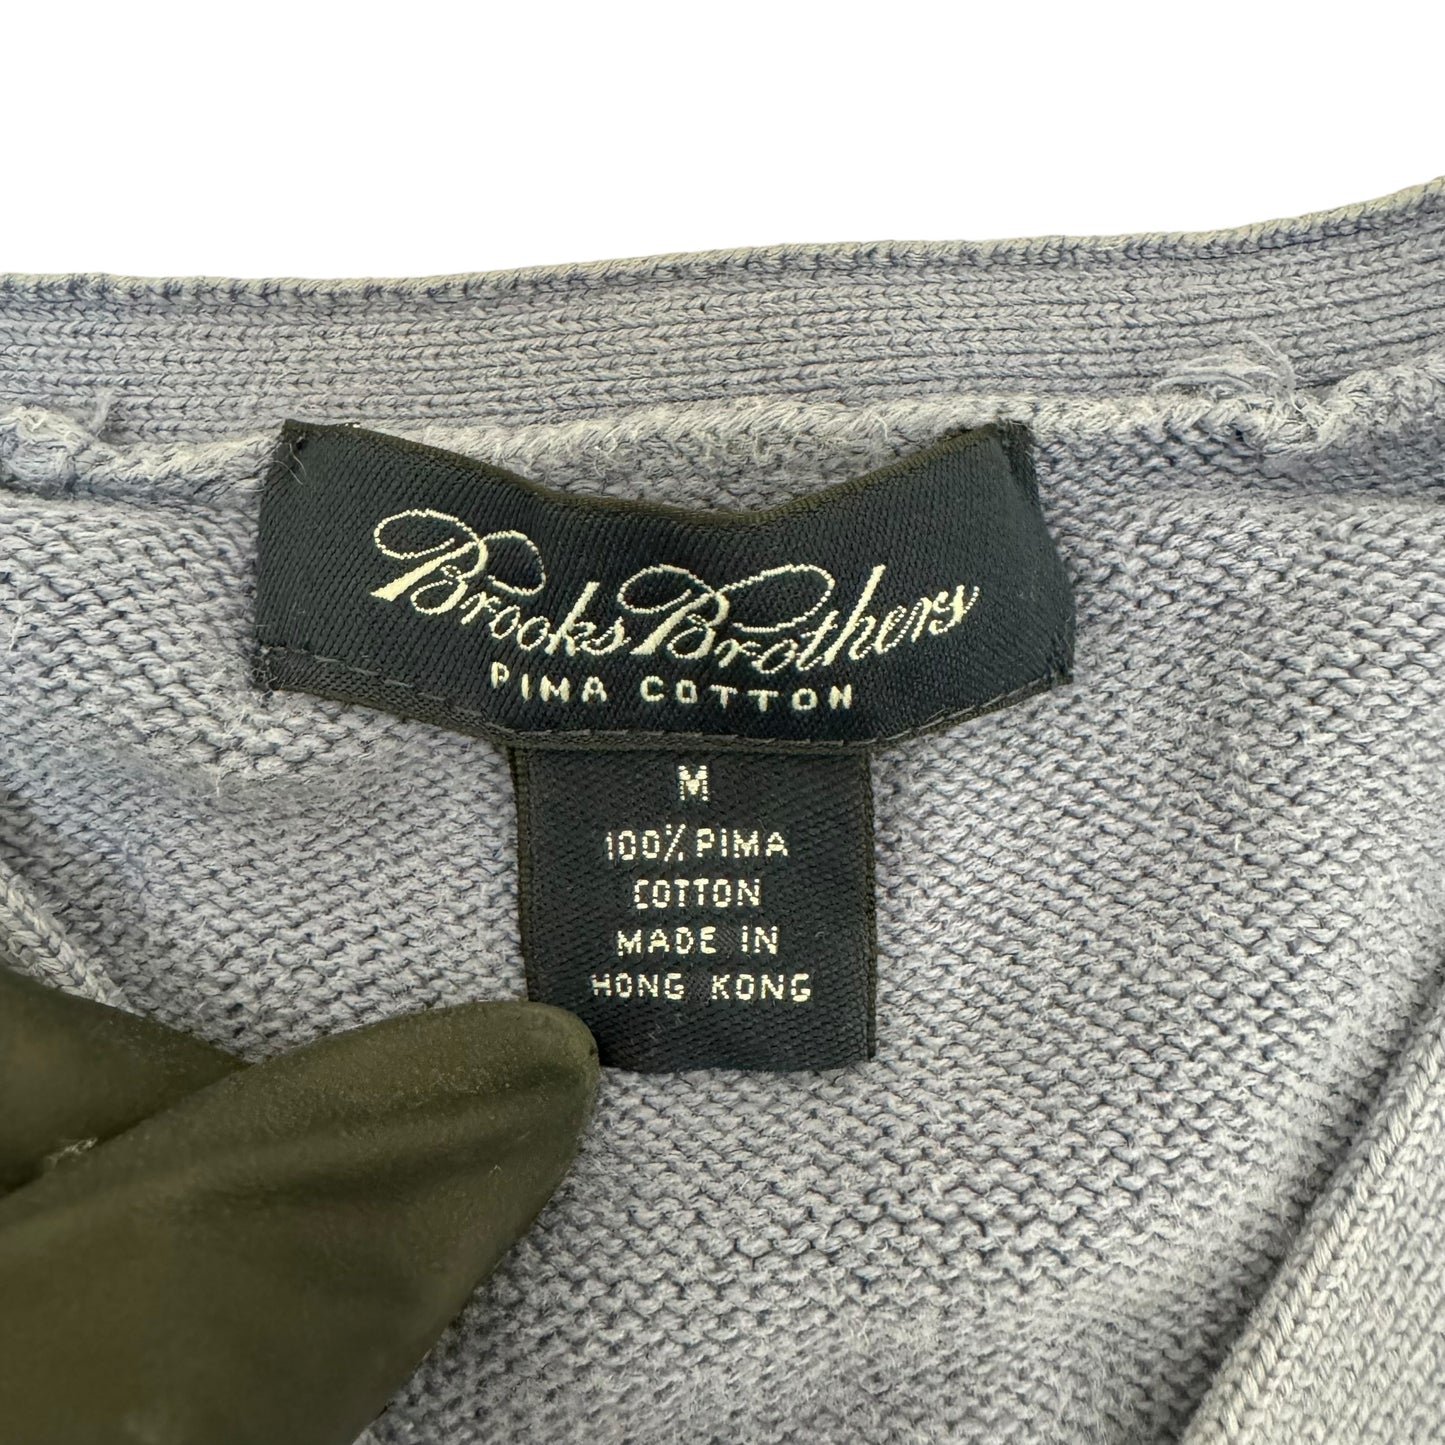 Brooks Brothers
PIMA COTTON
M
100% PIMA
COTTON
MADE IN
HONG KONG